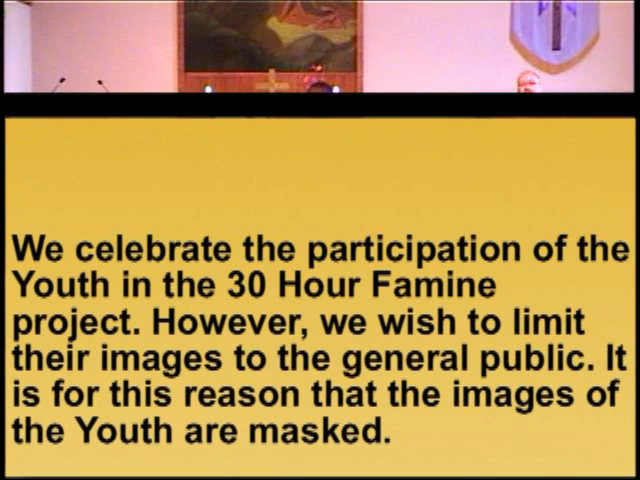 We celebrate the participation of the
Youth in the 30 Hour Famine
project. However, we wish to limit
their images to the general public. It
is for this reason that the images of
the Youth are masked.